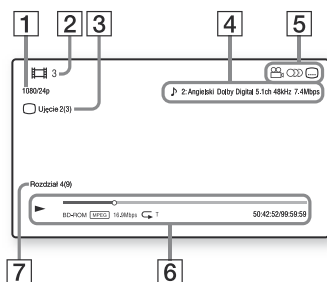 1 2 3 4 5
3
1080/24p
2: Angielski Dolby Digital 5.1ch 48kHz 7.4Mbps
Ujęcie 2(3)
Rozdział 4(9)
BD-ROM MPEG 16.9Mbps T 50:42:52/99:59:59
7 6